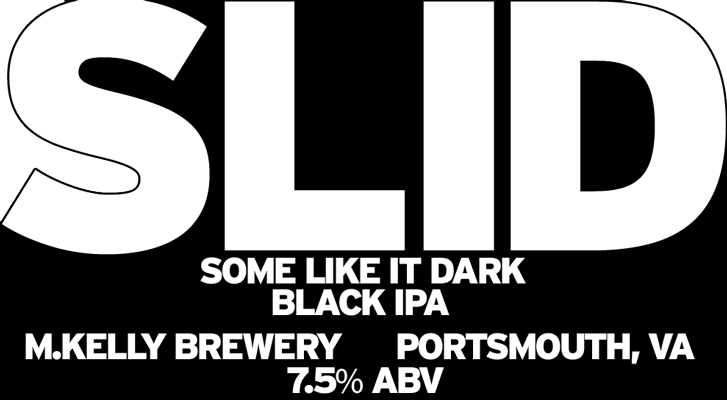 SLID
SOME LIKE IT DARK
BLACK IPA
M.KELLY BREWERY PORTSMOUTH, VA
7.5% ABV